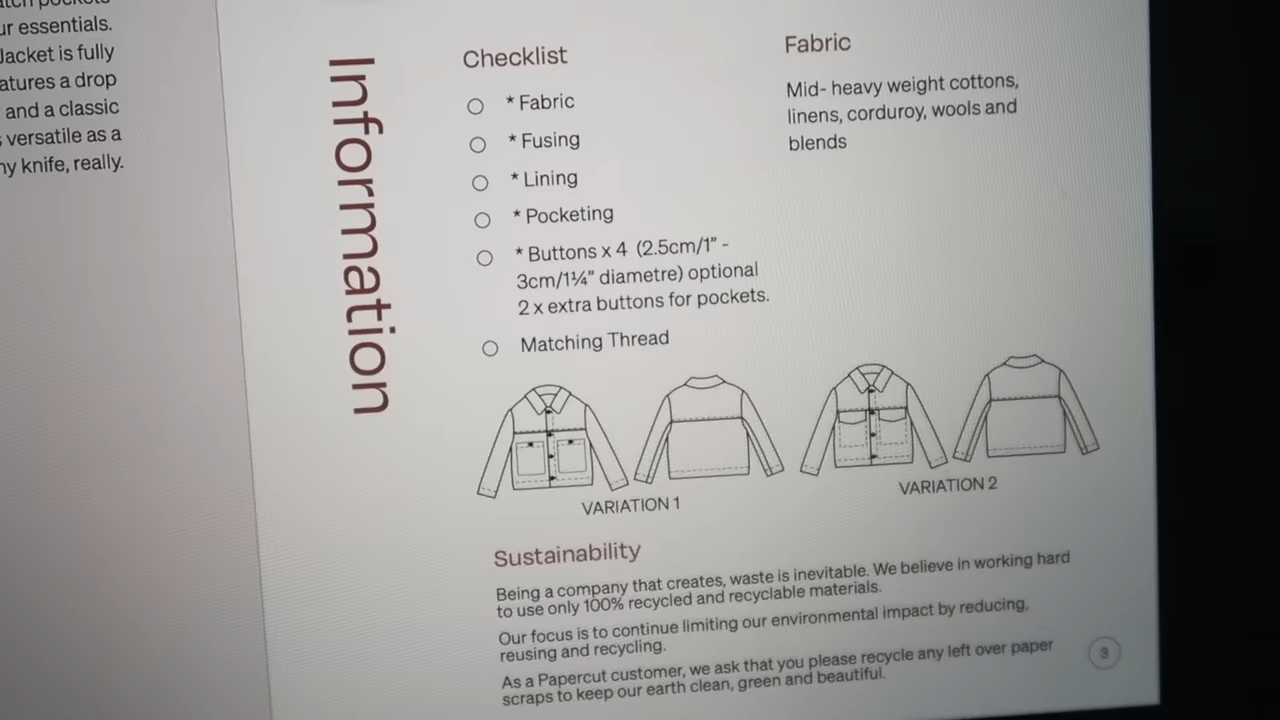 ur essentials.
Jacket is fully
atures a drop
and a classic
versatile as a
ny knife, really.
Information
Checklist
* Fabric
* Fusing
* Lining
* Pocketing
* Buttons x 4 (2.5cm/1” -
3cm/1¼” diametre) optional
2 x extra buttons for pockets.
Matching Thread
Fabric
Mid- heavy weight cottons,
linens, corduroy, wools and
blends
VARIATION 1
VARIATION 2
Sustainability
Being a company that creates, waste is inevitable. We believe in working hard
to use only 100% recycled and recyclable materials.
Our focus is to continue limiting our environmental impact by reducing,
reusing and recycling.
As a Papercut customer, we ask that you please recycle any left over paper
scraps to keep our earth clean, green and beautiful.
3